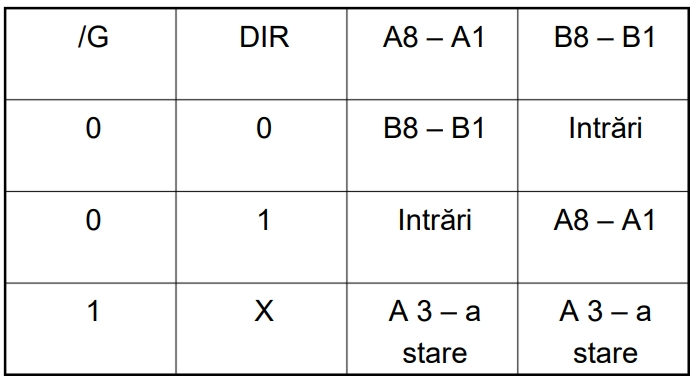 /G DIR A8 – A1 B8 – B1
0 0 B8 – B1 Intrări
0 1 Intrări A8 – A1
1 X A 3 – a A 3 – a
stare stare